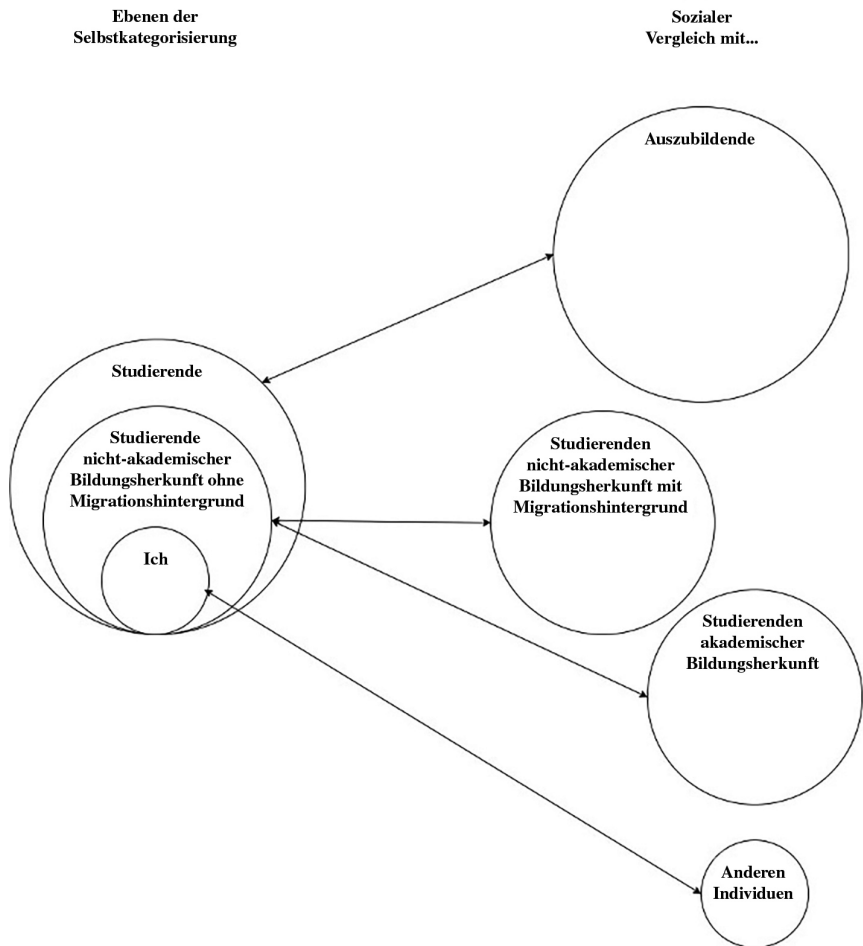 Ebenen der
Selbstkategorisierung
Sozialer
Vergleich mit...
Auszubildende
Studierende
Studierende
nicht-akademischer
Bildungsherkunft ohne
Migrationshintergrund
Ich
Studierenden
nicht-akademischer
Bildungsherkunft mit
Migrationshintergrund
Studierenden
akademischer
Bildungsherkunft
Anderen
Individuen